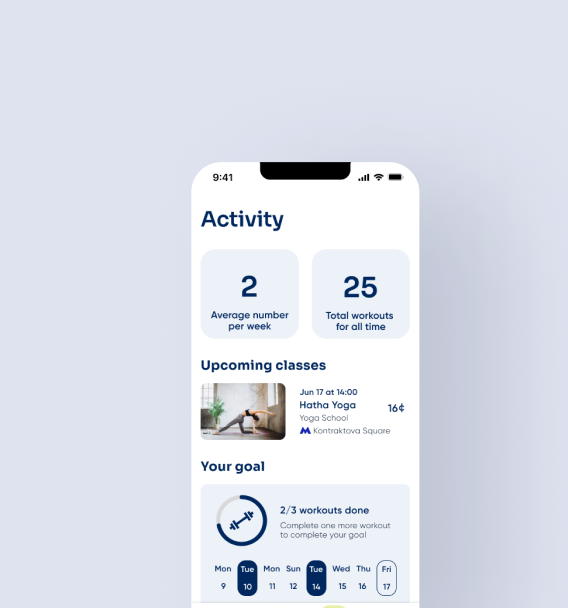 9:41
Activity
2
Average number
per week
25
Total workouts
for all time
Upcoming classes
Jun 17 at 14:00
Hatha Yoga
16¢
Yoga School
Kontraktova Square
Your goal
2/3 workouts done
Complete one more workout
to complete your goal
Mon Tue Mon Sun Tue Wed Thu Fri
9 10 11 12 14 15 16 17